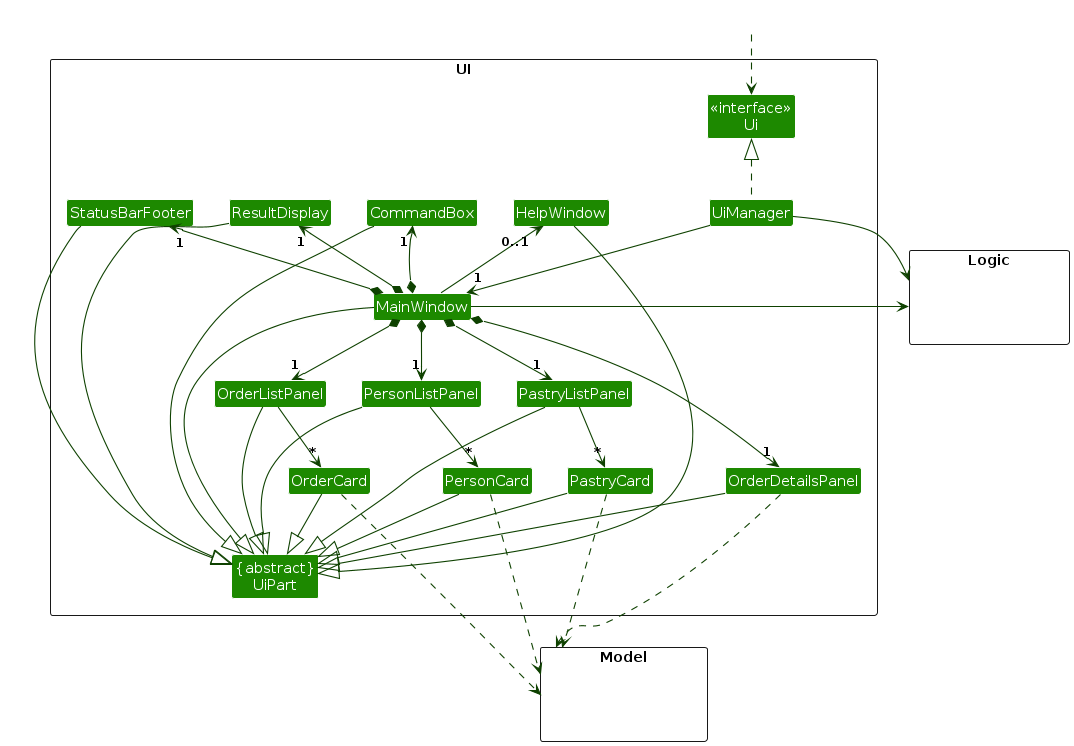 UI
«interface»
Ui
StatusBarFooter
ResultDisplay
CommandBox
HelpWindow
UiManager
1
1
1
0..1
Logic
1
MainWindow
1
1
1
OrderListPanel
PersonListPanel
PastryListPanel
*
*
*
1
OrderCard
PersonCard
PastryCard
OrderDetailsPanel
{abstract}
UiPart
Model